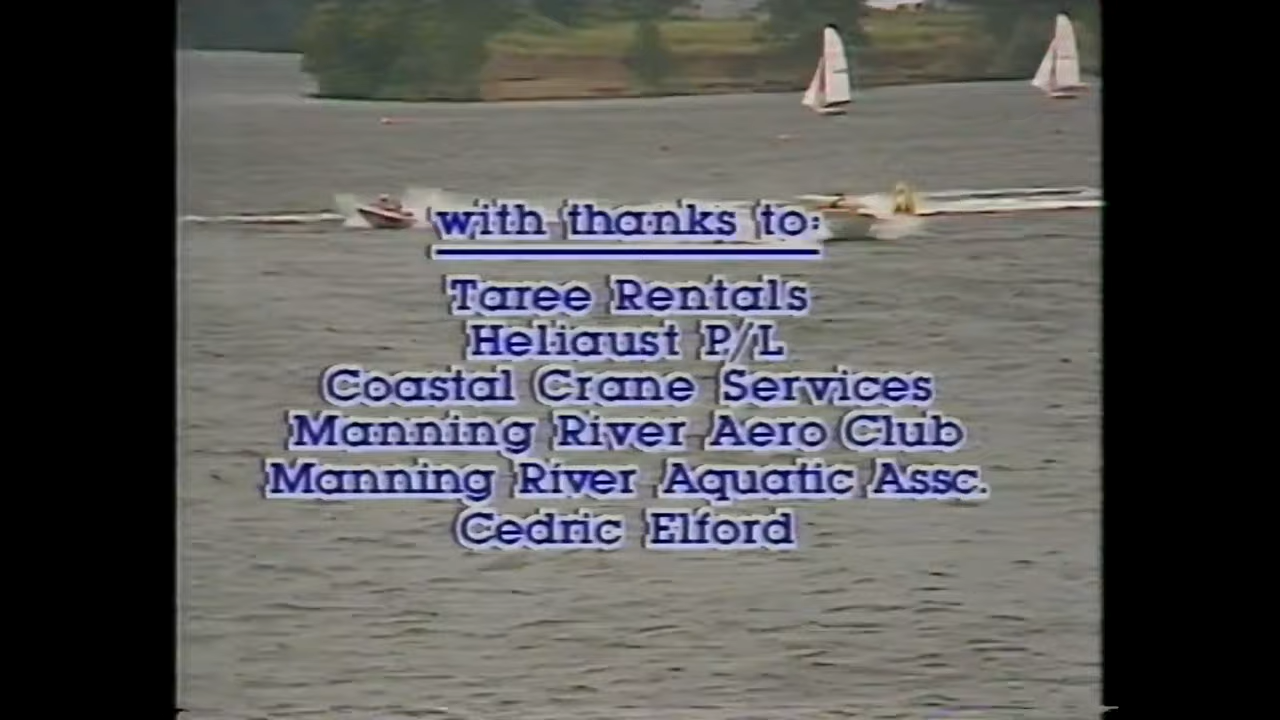 with thanks to:
Taree Rentals
Heliaust P/L
Coastal Crane Services
Manning River Aero Club
Manning River Aquatic Assc.
Cedric Elford